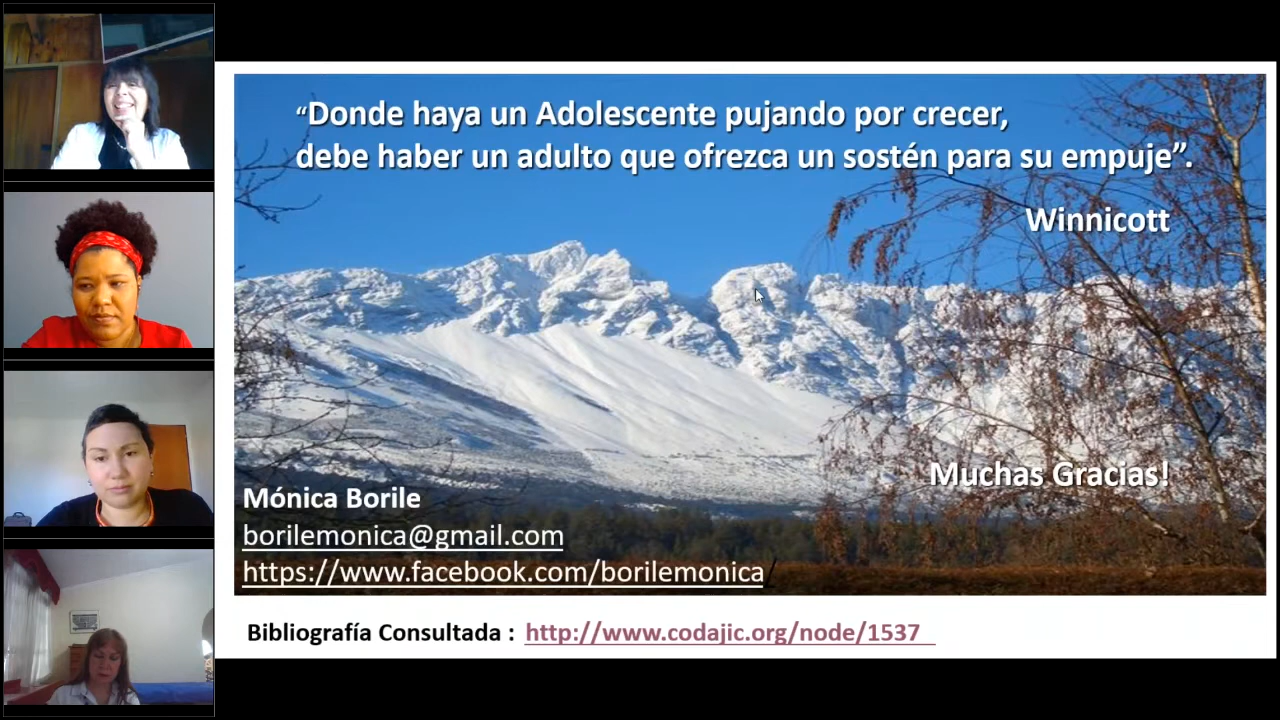 “Donde haya un Adolescente pujando por crecer,
debe haber un adulto que ofrezca un sostén para su empuje”.
Winnicott
Muchas Gracias!
Mónica Borile
borilemonica@gmail.com
https://www.facebook.com/borilemonica
Bibliografía Consultada : http://www.codajic.org/node/1537